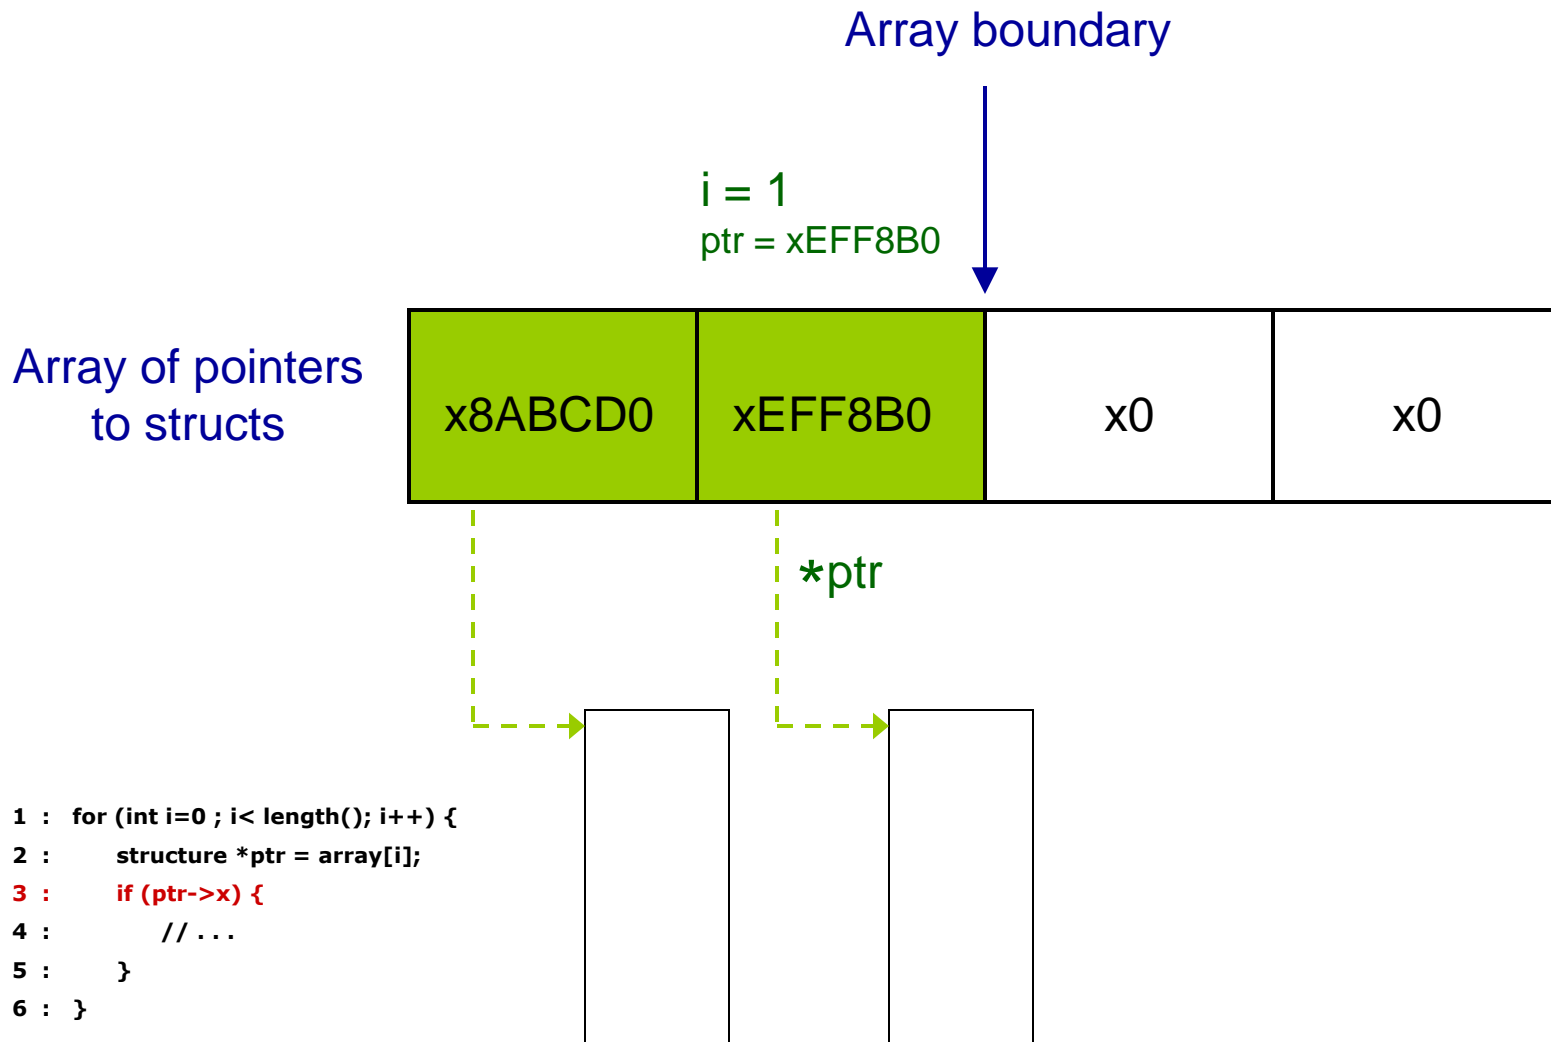 Array boundary
i = 1
ptr = xEFF8B0
Array of pointers
to structs
x8ABCD0 xEFF8B0 x0 x0
*ptr
1 : for (int i=0 ; i< length(); i++) {
2 : structure *ptr = array[i];
3 : if (ptr->x) {
4 : // . . .
5 : }
6 : }